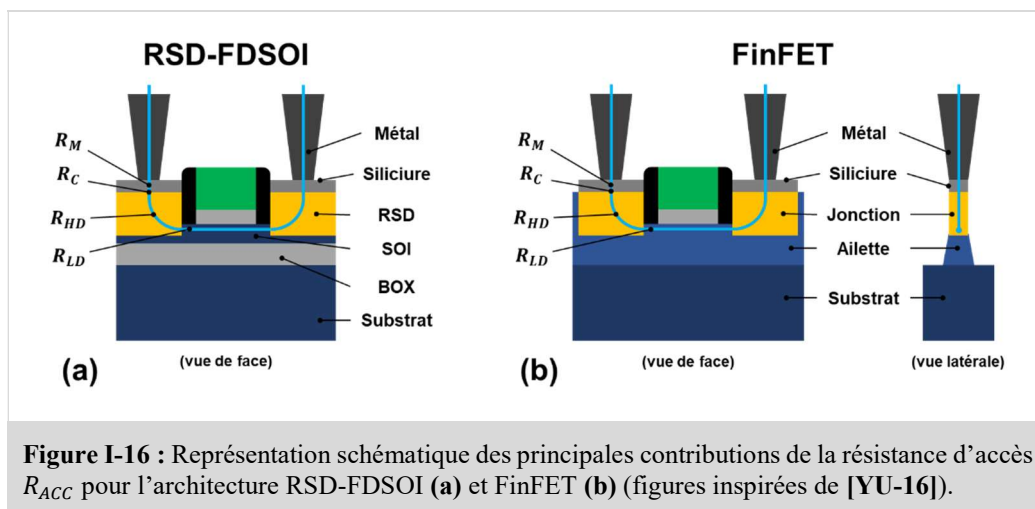 RSD-FDSOI
FinFET
R_M
R_C
R_HD
R_LD
Métal
Siliciure
RSD
SOI
BOX
Substrat
R_M
R_C
R_HD
R_LD
Métal
Siliciure
Jonction
Ailette
Substrat
(a)
(vue de face)
(b)
(vue de face)
(vue latérale)
Figure I-16 : Représentation schématique des principales contributions de la résistance d’accès
R_ACC pour l’architecture RSD-FDSOI (a) et FinFET (b) (figures inspirées de [YU-16]).